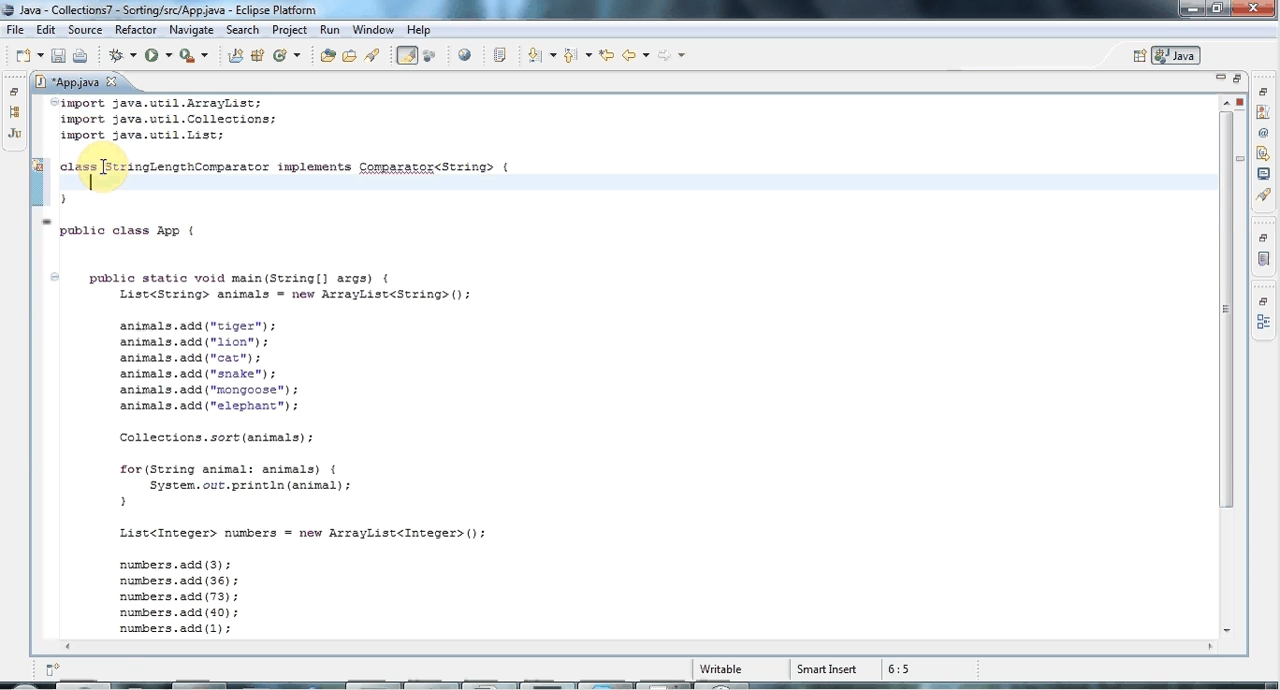 Java - Collections7 - Sorting/src/App.java - Eclipse Platform
File Edit Source Refactor Navigate Search Project Run Window Help
Java
*App.java
Ju
import java.util.ArrayList;
import java.util.Collections;
import java.util.List;
class StringLengthComparator implements Comparator<String> {
}
public class App {
public static void main(String[] args) {
List<String> animals = new ArrayList<String>();
animals.add("tiger");
animals.add("lion");
animals.add("cat");
animals.add("snake");
animals.add("mongoose");
animals.add("elephant");
Collections.sort(animals);
for(String animal: animals) {
System.out.println(animal);
}
List<Integer> numbers = new ArrayList<Integer>();
numbers.add(3);
numbers.add(36);
numbers.add(73);
numbers.add(40);
numbers.add(1);
Writable Smart Insert 6 : 5